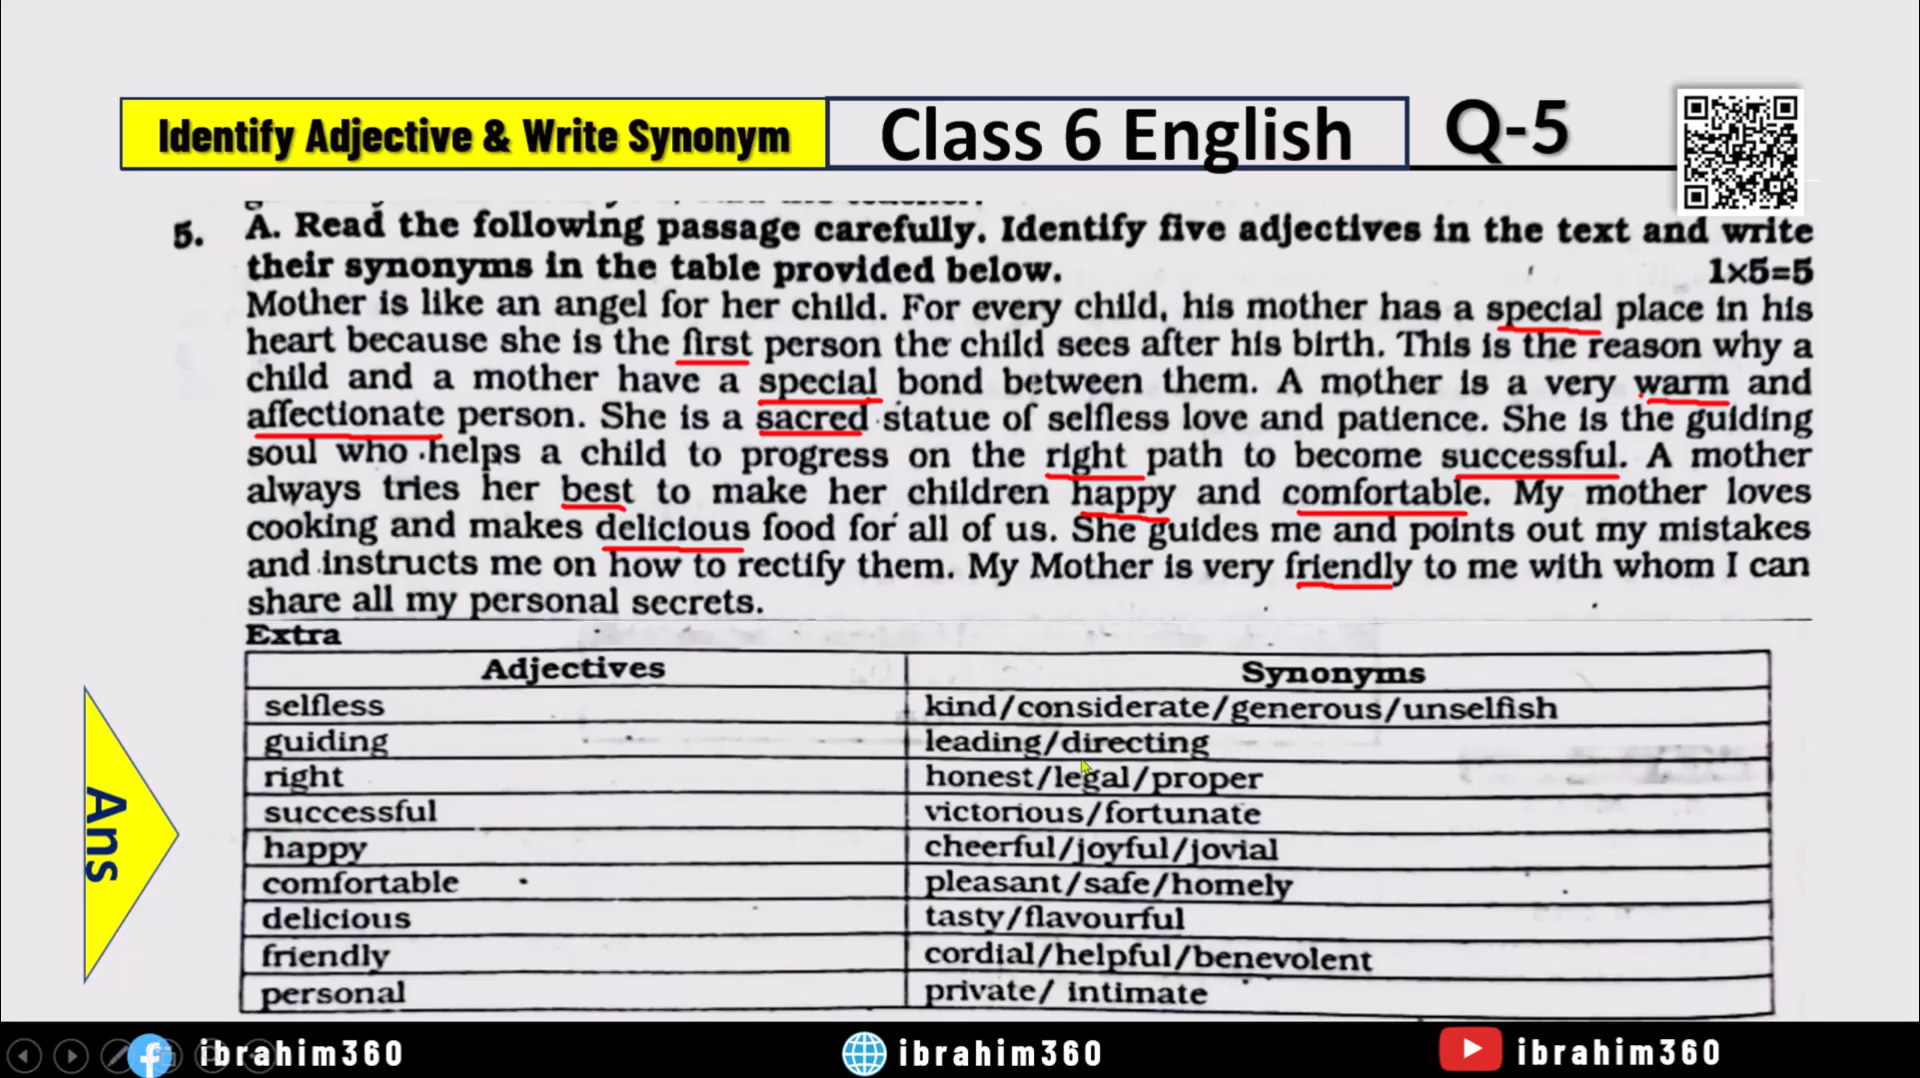 Identify Adjective & Write Synonym
Class 6 English
Q-5
5. A. Read the following passage carefully. Identify five adjectives in the text and write
their synonyms in the table provided below. 1×5=5
Mother is like an angel for her child. For every child, his mother has a special place in his
heart because she is the first person the child sees after his birth. This is the reason why a
child and a mother have a special bond between them. A mother is a very warm and
affectionate person. She is a sacred statue of selfless love and patience. She is the guiding
soul who helps a child to progress on the right path to become successful. A mother
always tries her best to make her children happy and comfortable. My mother loves
cooking and makes delicious food for all of us. She guides me and points out my mistakes
and instructs me on how to rectify them. My Mother is very friendly to me with whom I can
share all my personal secrets.
Extra
Adjectives Synonyms
selfless kind/considerate/generous/unselfish
guiding leading/directing
right honest/legal/proper
successful victorious/fortunate
happy cheerful/joyful/jovial
comfortable pleasant/safe/homely
delicious tasty/flavourful
friendly cordial/helpful/benevolent
personal private/ intimate
Ans
ibrahim360 ibrahim360 ibrahim360